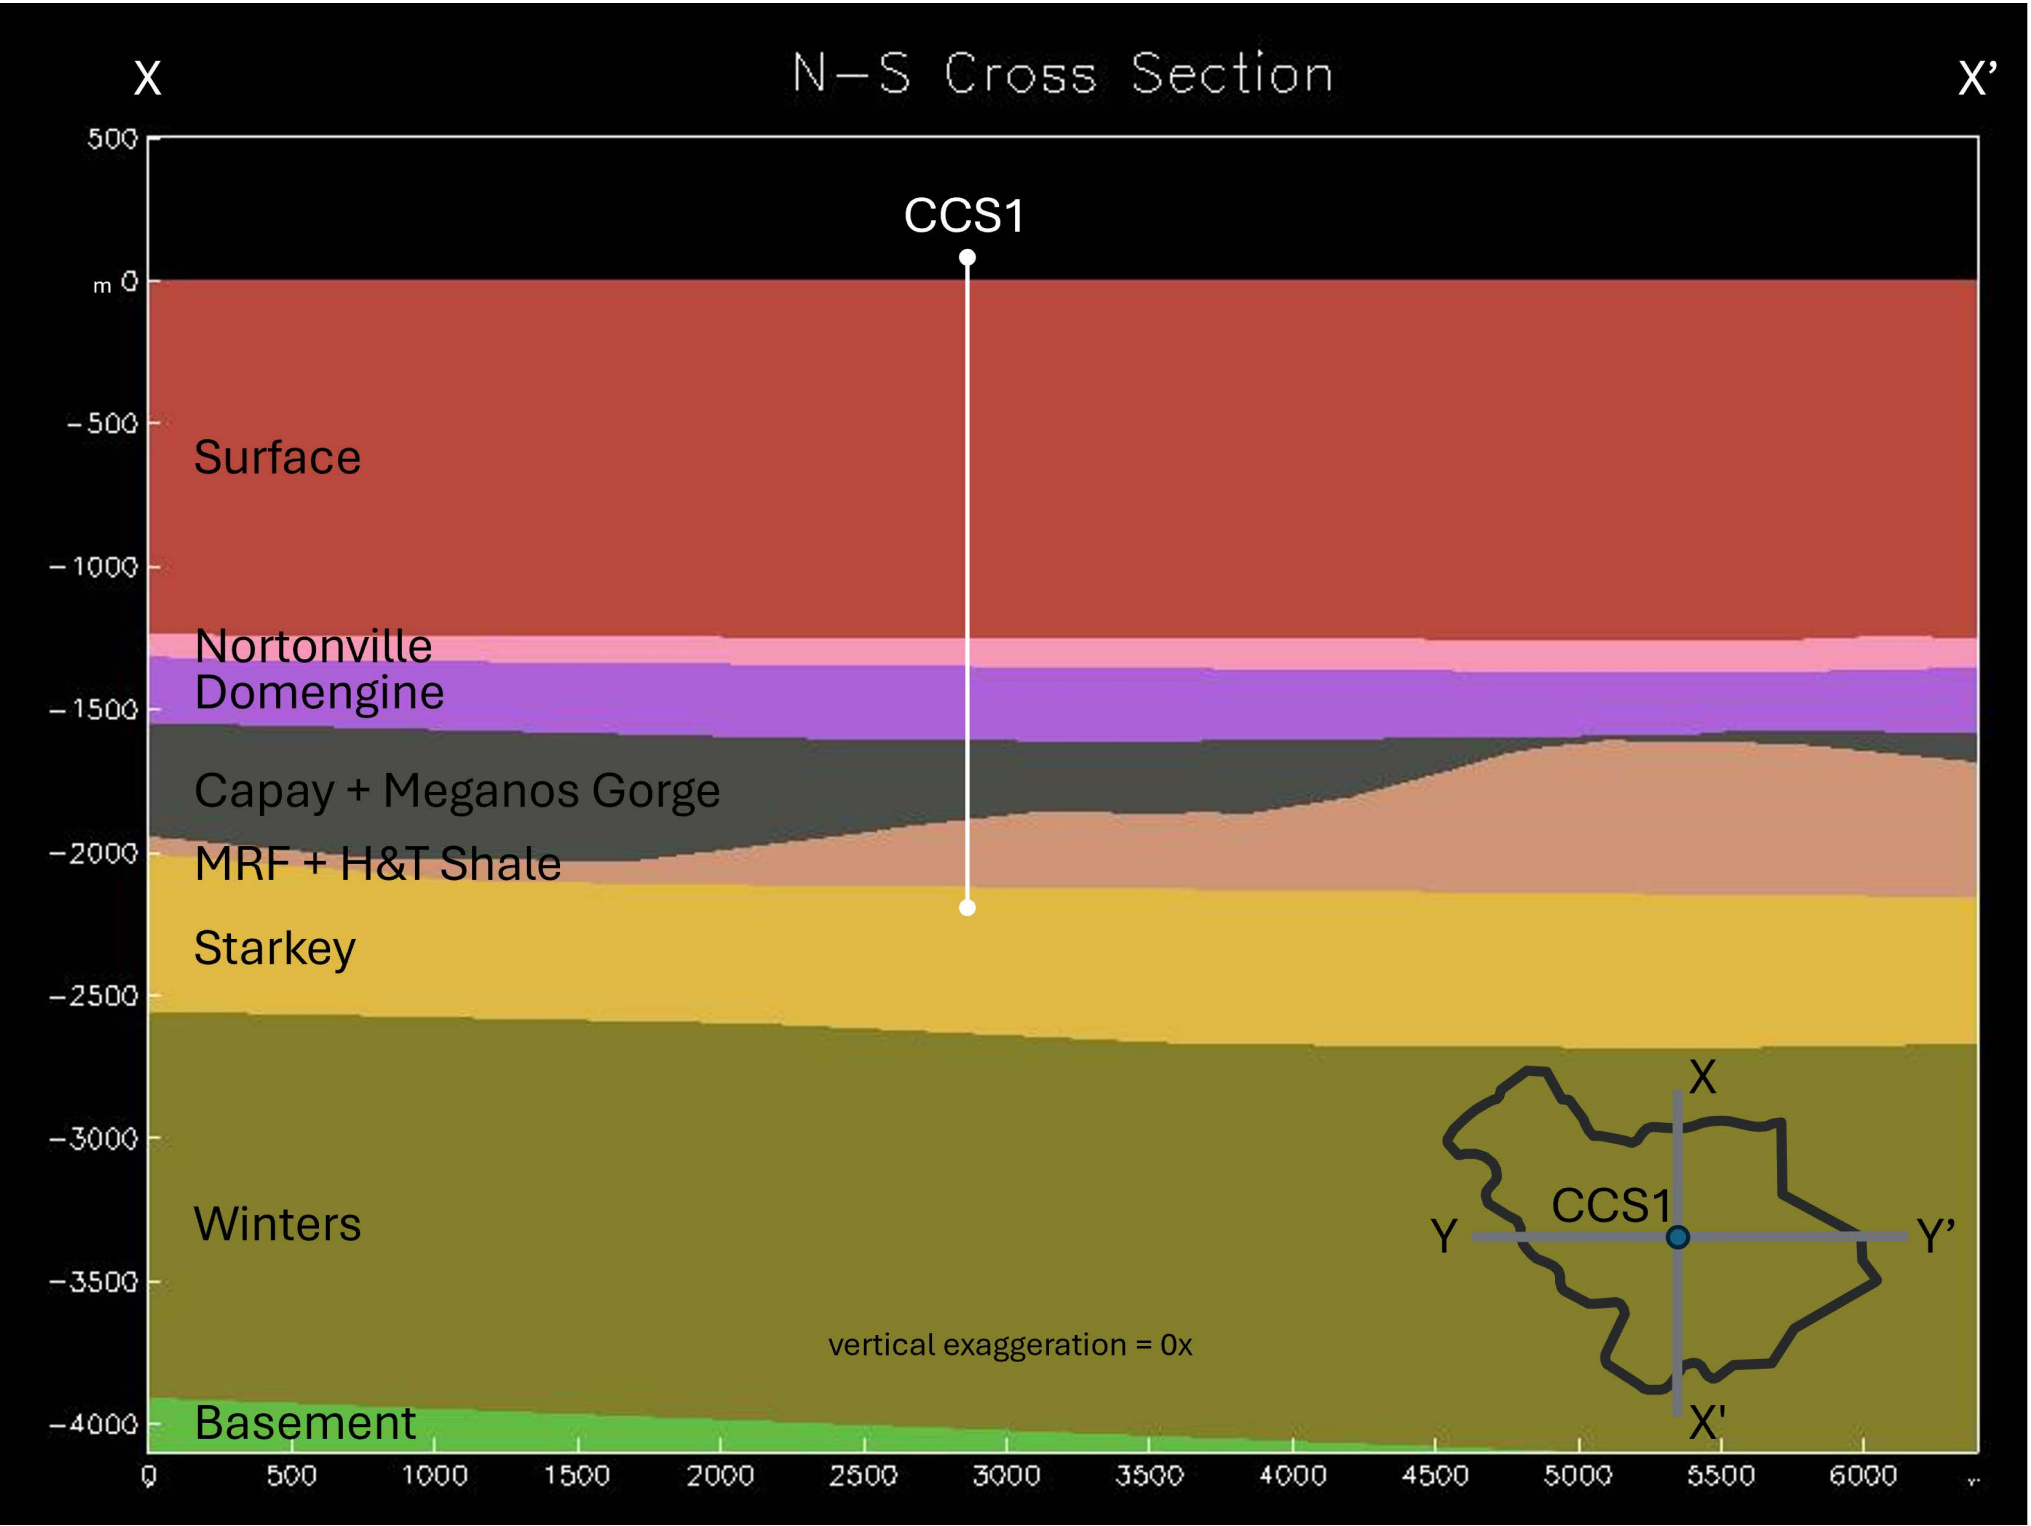 N-S Cross Section
X
X’
500
CCS1
m 0
-500
Surface
-1000
Nortonville
Domengine
-1500
Capay + Meganos Gorge
-2000
MRF + H&T Shale
Starkey
-2500
-3000
Winters
-3500
vertical exaggeration = 0x
-4000
Basement
0 500 1000 1500 2000 2500 3000 3500 4000 4500 5000 5500 6000
X
CCS1
Y
Y’
X'